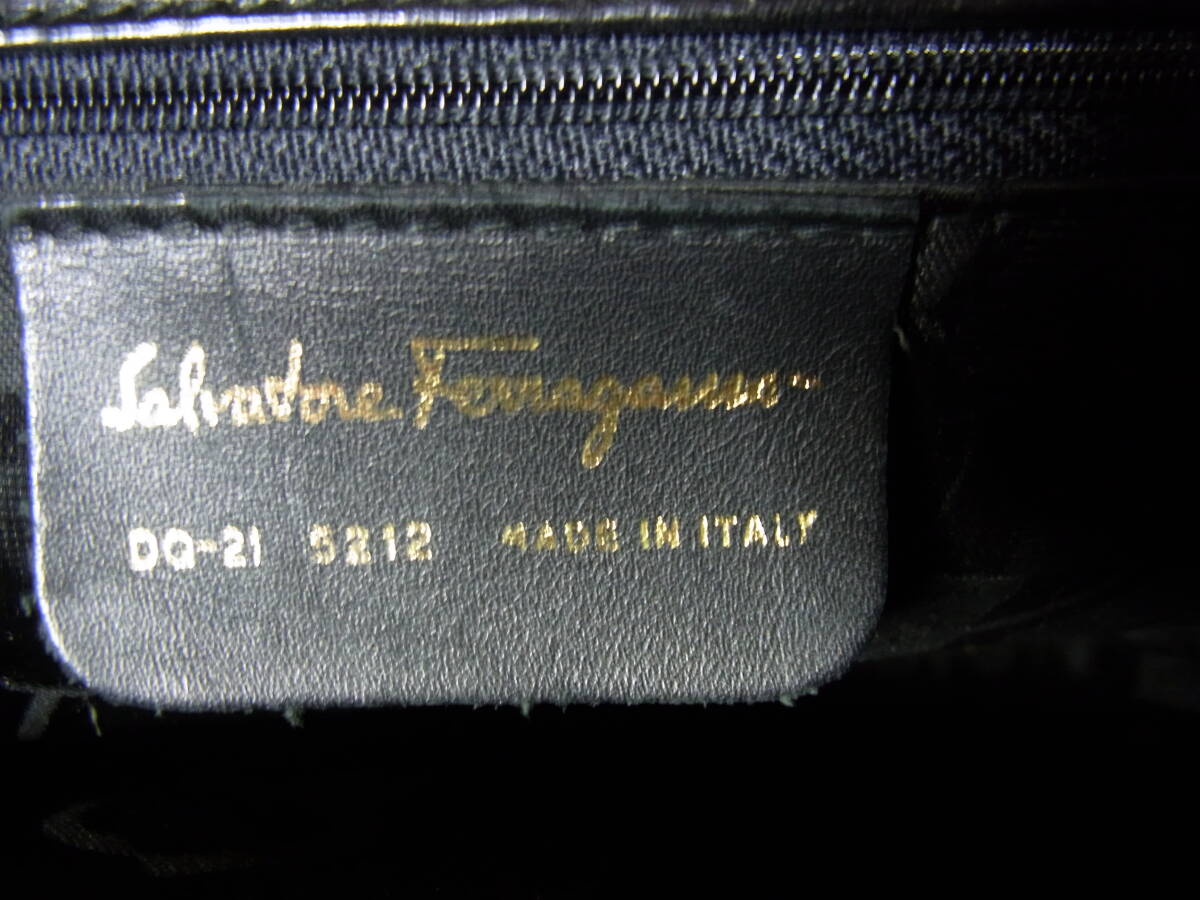 Salvatore Ferragamo
DQ-21 5212 MADE IN ITALY